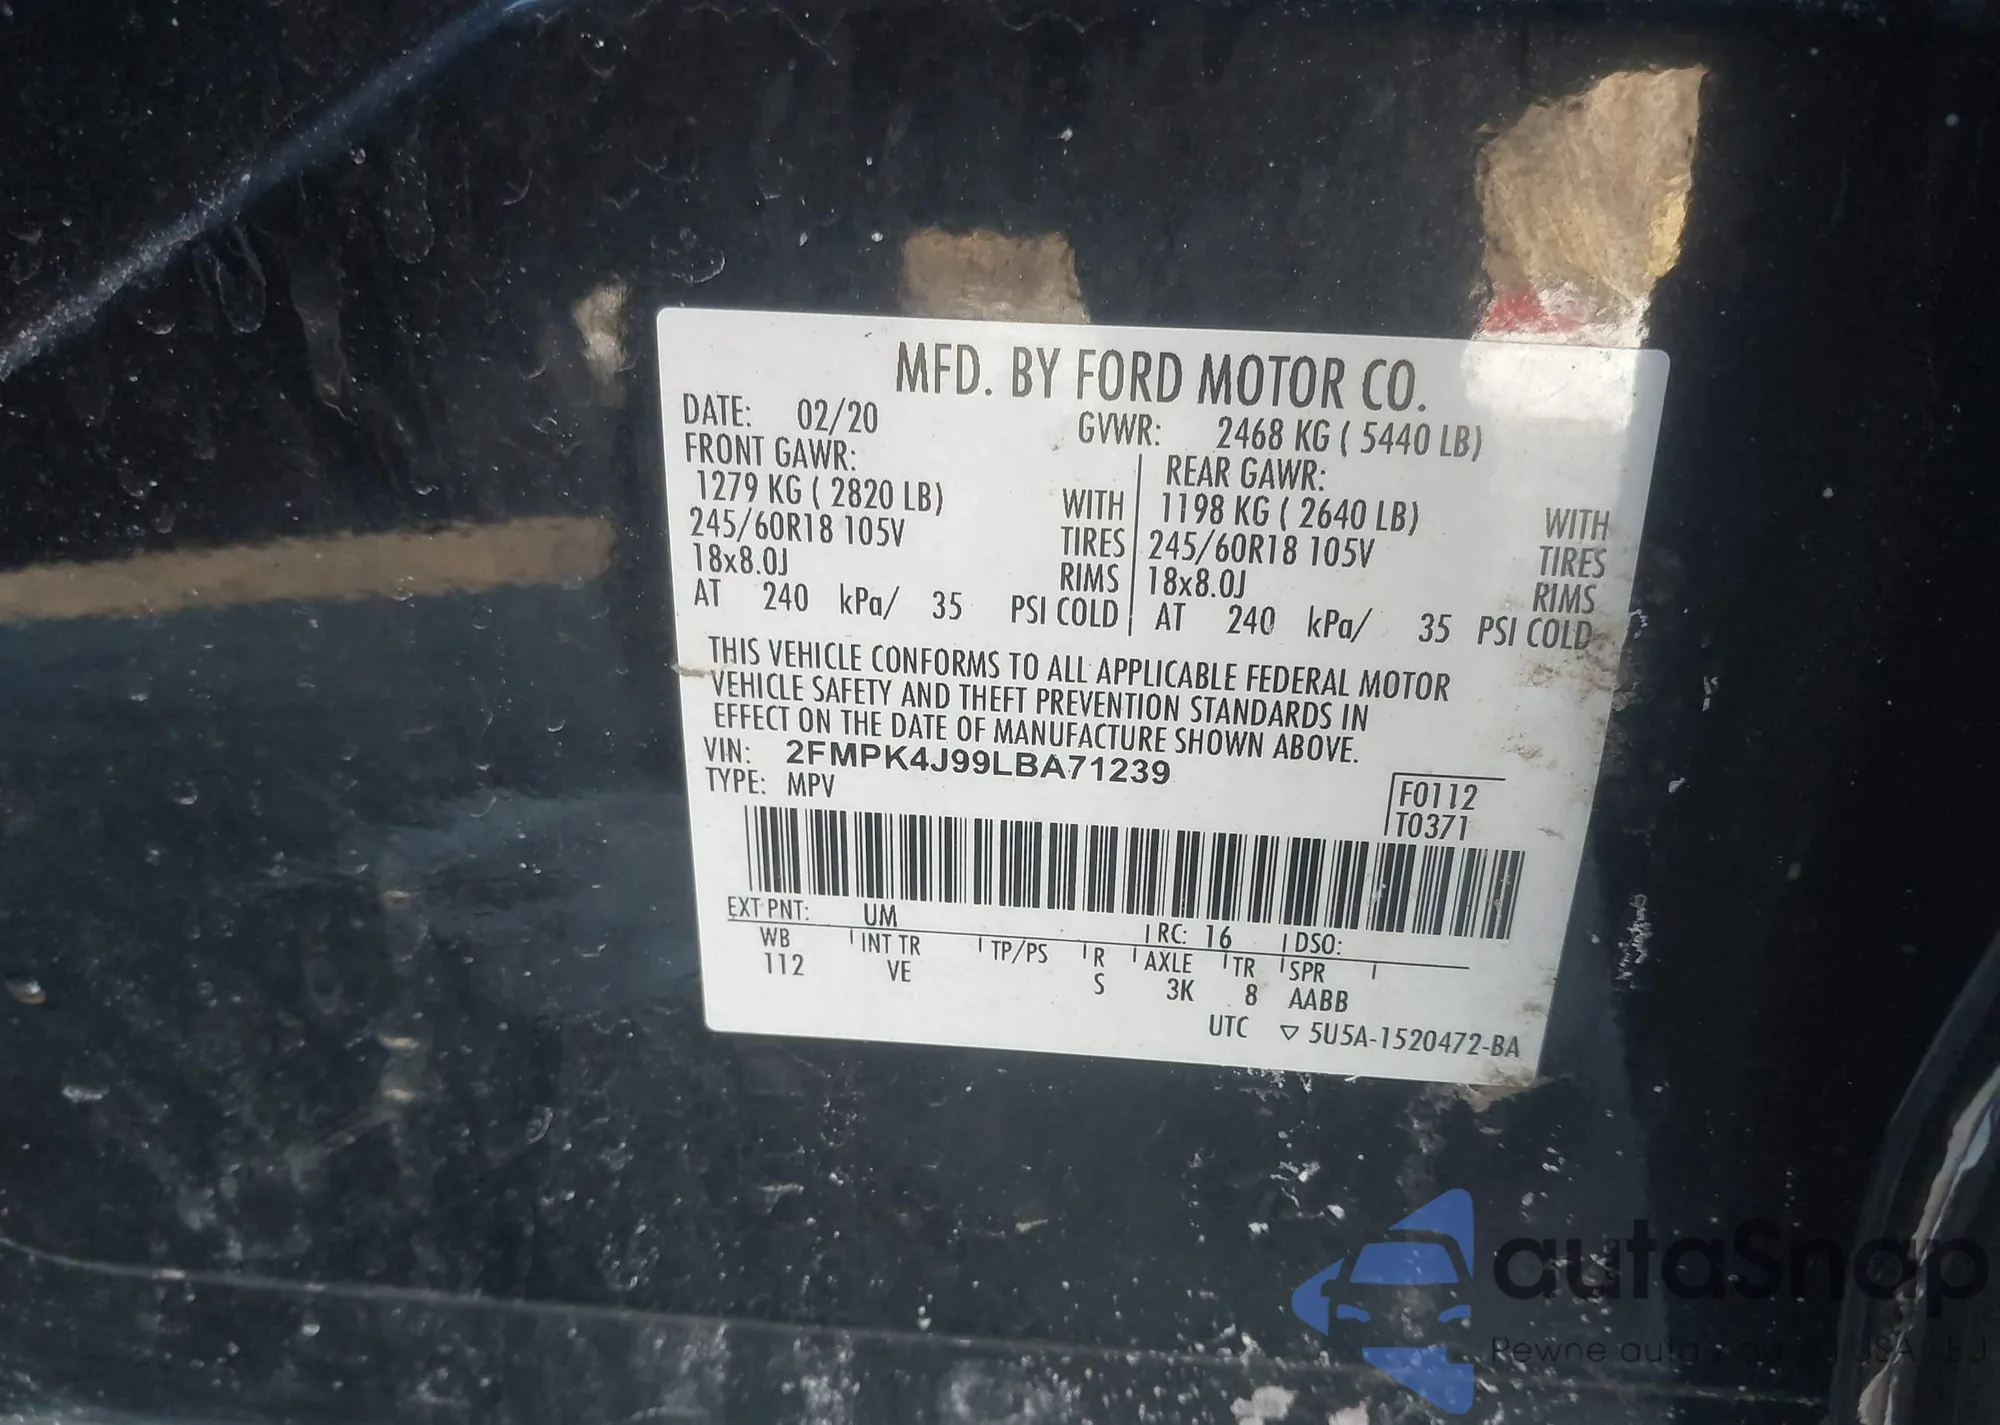 MFD. BY FORD MOTOR CO.
DATE: 02/20 GVWR: 2468 KG ( 5440 LB)
FRONT GAWR: REAR GAWR:
1279 KG ( 2820 LB) WITH 1198 KG ( 2640 LB) WITH
245/60R18 105V TIRES 245/60R18 105V TIRES
18x8.0J RIMS 18x8.0J RIMS
AT 240 kPa/ 35 PSI COLD AT 240 kPa/ 35 PSI COLD
THIS VEHICLE CONFORMS TO ALL APPLICABLE FEDERAL MOTOR
VEHICLE SAFETY AND THEFT PREVENTION STANDARDS IN
EFFECT ON THE DATE OF MANUFACTURE SHOWN ABOVE.
VIN: 2FMPK4J99LBA71239
TYPE: MPV
F0112
T0371
EXT PNT: UM RC: 16 DSO:
WB INT TR TP/PS R AXLE TR SPR
112 VE S 3K 8 AABB
UTC ▽ 5U5A-1520472-BA
autaSnap
Pewne auta USA